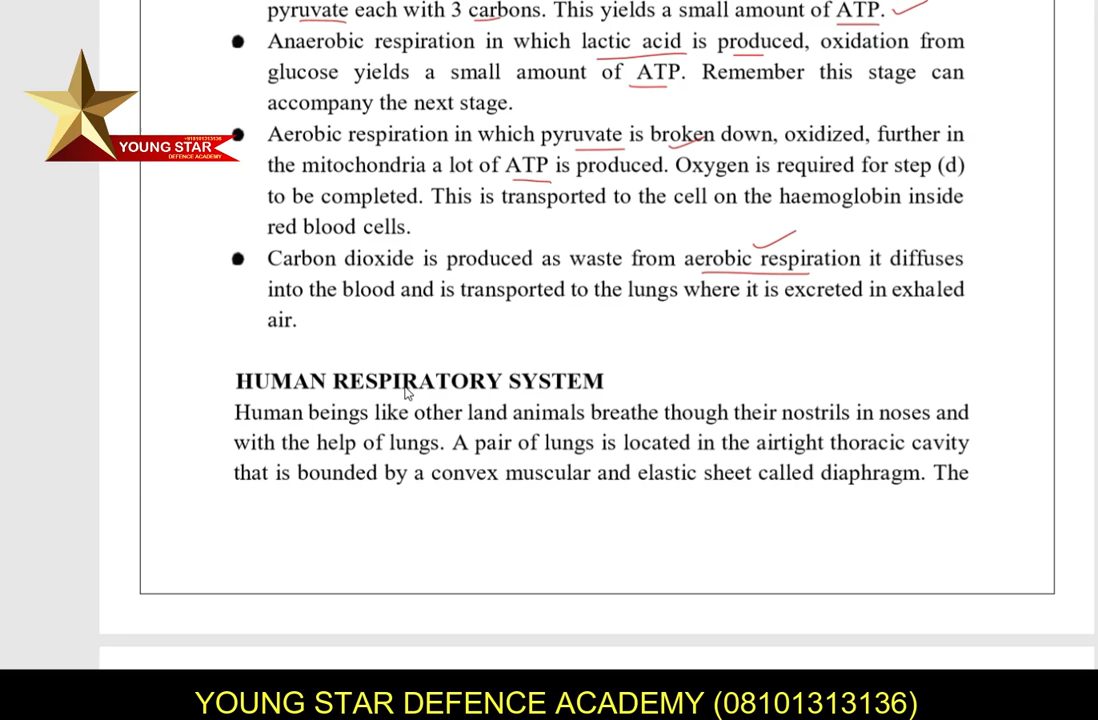 pyruvate each with 3 carbons. This yields a small amount of ATP.
● Anaerobic respiration in which lactic acid is produced, oxidation from
glucose yields a small amount of ATP. Remember this stage can
accompany the next stage.
● Aerobic respiration in which pyruvate is broken down, oxidized, further in
the mitochondria a lot of ATP is produced. Oxygen is required for step (d)
to be completed. This is transported to the cell on the haemoglobin inside
red blood cells.
● Carbon dioxide is produced as waste from aerobic respiration it diffuses
into the blood and is transported to the lungs where it is excreted in exhaled
air.
HUMAN RESPIRATORY SYSTEM
Human beings like other land animals breathe though their nostrils in noses and
with the help of lungs. A pair of lungs is located in the airtight thoracic cavity
that is bounded by a convex muscular and elastic sheet called diaphragm. The
+918101313136
YOUNG STAR
DEFENCE ACADEMY
YOUNG STAR DEFENCE ACADEMY (08101313136)